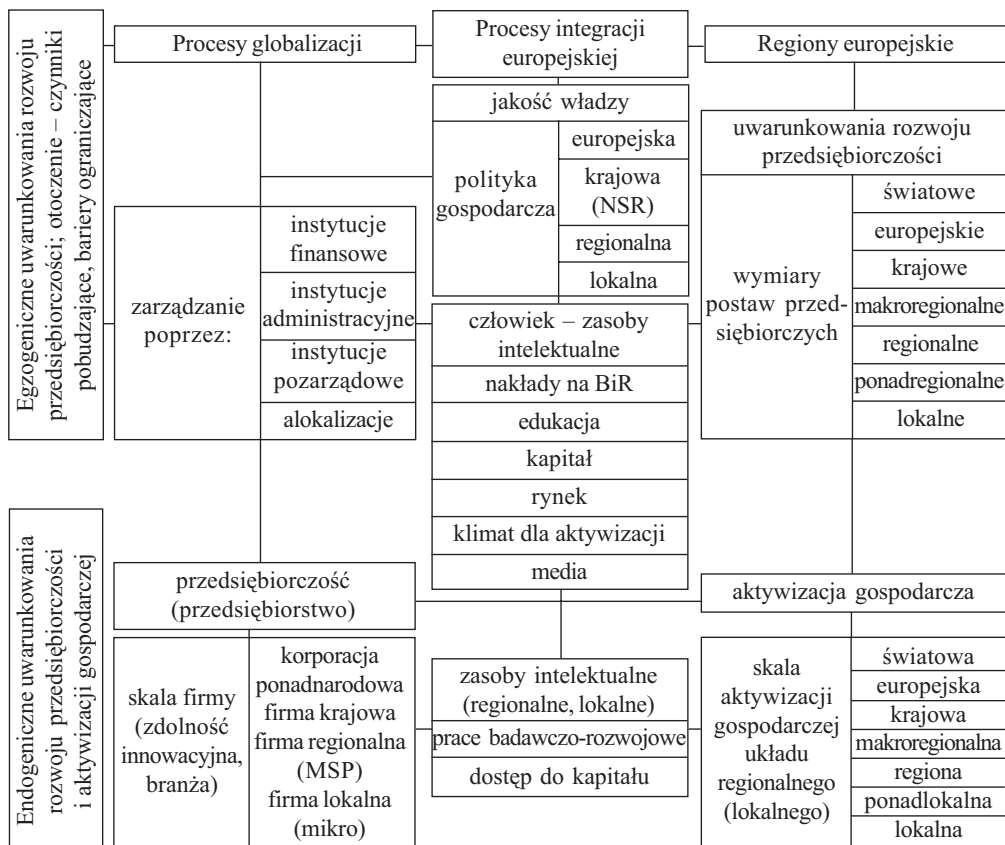 Egzogeniczne uwarunkowania rozwoju
przedsiębiorczości; otoczenie – czynniki
pobudzające, bariery ograniczające
Procesy globalizacji
Procesy integracji
europejskiej
Regiony europejskie
jakość władzy
polityka
gospodarcza
europejska
krajowa
(NSR)
regionalna
lokalna
uwarunkowania rozwoju
przedsiębiorczości
wymiary
postaw przed-
siębiorczych
światowe
europejskie
krajowe
makroregionalne
regionalne
ponadregionalne
lokalne
zarządzanie
poprzez:
instytucje
finansowe
instytucje
administracyjne
instytucje
pozarządowe
alokalizacje
człowiek – zasoby
intelektualne
nakłady na BiR
edukacja
kapitał
rynek
klimat dla aktywizacji
media
Endogeniczne uwarunkowania
rozwoju przedsiębiorczości
i aktywizacji gospodarczej
przedsiębiorczość
(przedsiębiorstwo)
skala firmy
(zdolność
innowacyjna,
branża)
korporacja
ponadnarodowa
firma krajowa
firma regionalna
(MSP)
firma lokalna
(mikro)
zasoby intelektualne
(regionalne, lokalne)
prace badawczo-rozwojowe
dostęp do kapitału
aktywizacja gospodarcza
skala
aktywizacji
gospodarczej
układu
regionalnego
(lokalnego)
światowa
europejska
krajowa
makroregionalna
regiona
ponadlokalna
lokalna